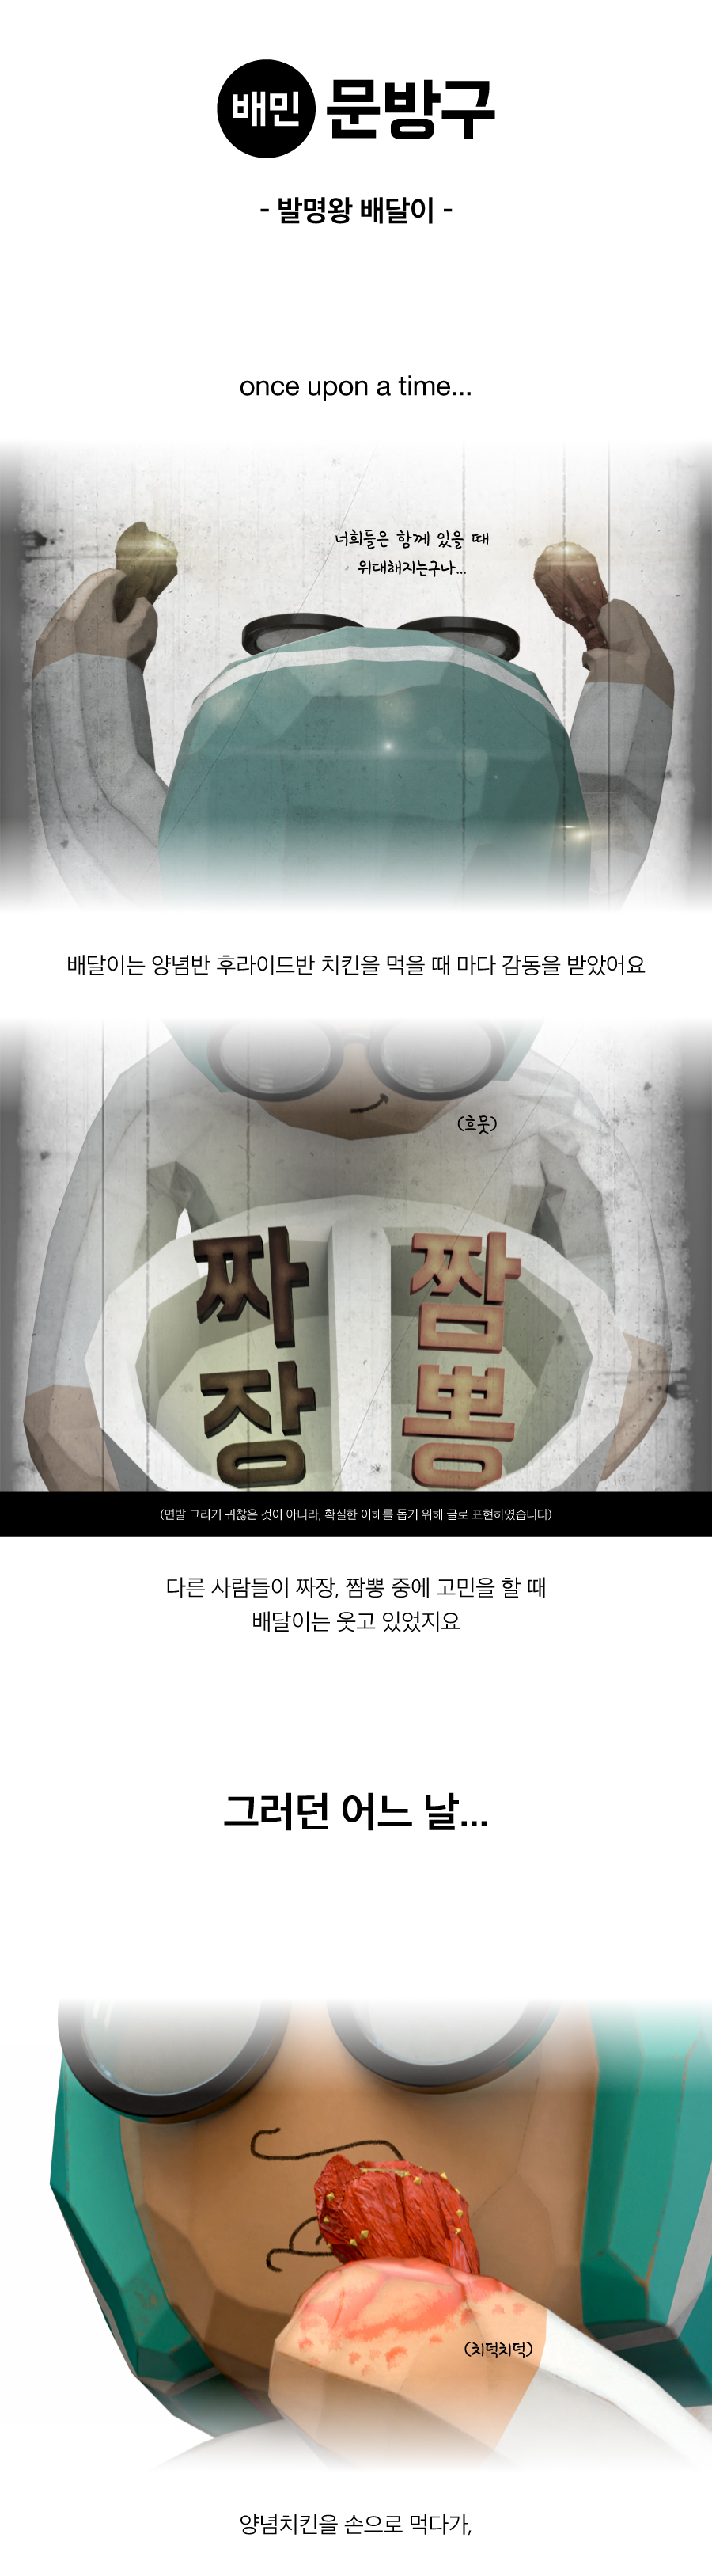 배민 문방구
- 발명왕 배달이 -
once upon a time...
너희들은 함께 있을 때
위대해지는구나...
배달이는 양념반 후라이드반 치킨을 먹을 때 마다 감동을 받았어요
(흐뭇)
짜장
짬뽕
(면발 그리기 귀찮은 것이 아니라, 확실한 이해를 돕기 위해 글로 표현하였습니다)
다른 사람들이 짜장, 짬뽕 중에 고민을 할 때
배달이는 웃고 있었지요
그러던 어느 날...
(치덕치덕)
양념치킨을 손으로 먹다가,